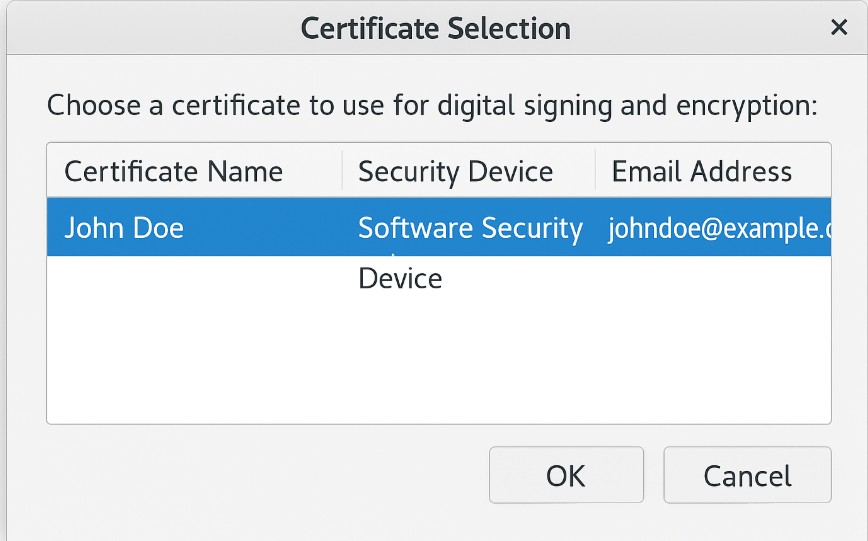 Certificate Selection ×
Choose a certificate to use for digital signing and encryption:
Certificate Name Security Device Email Address
John Doe Software Security johndoe@example.
Device
OK Cancel